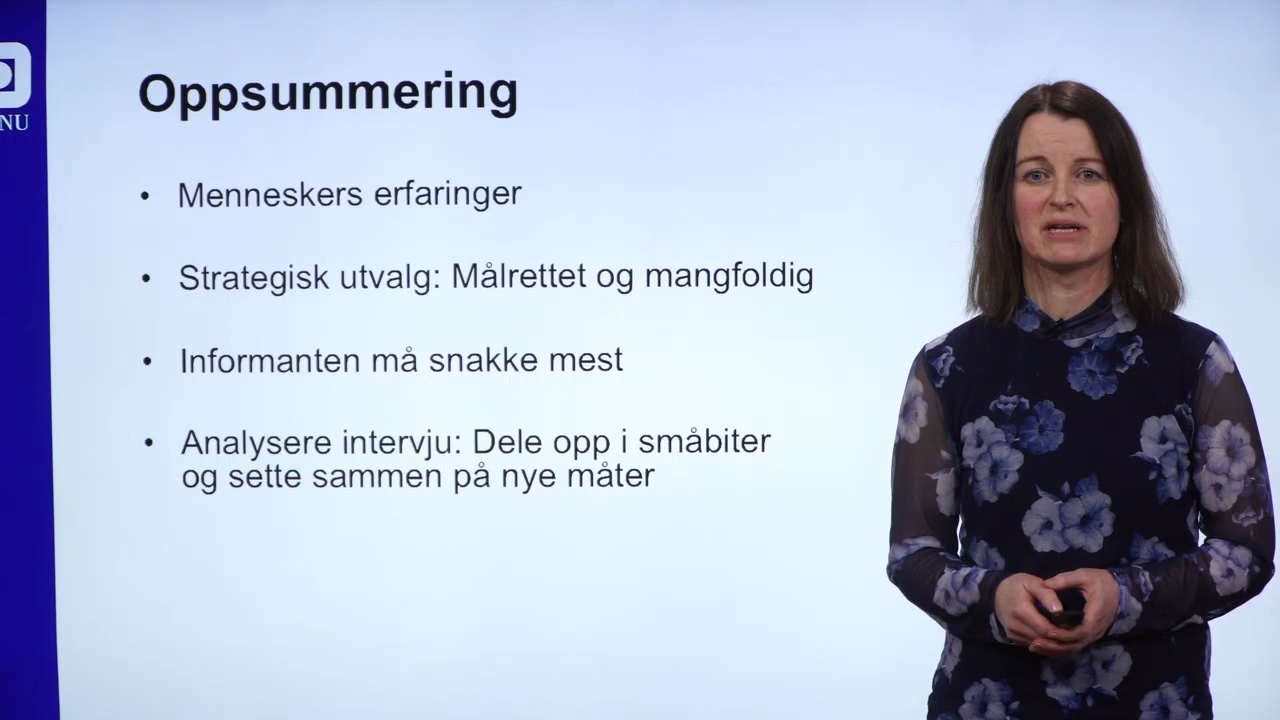 NU
Oppsummering
• Menneskers erfaringer
• Strategisk utvalg: Målrettet og mangfoldig
• Informanten må snakke mest
• Analysere intervju: Dele opp i småbiter
og sette sammen på nye måter